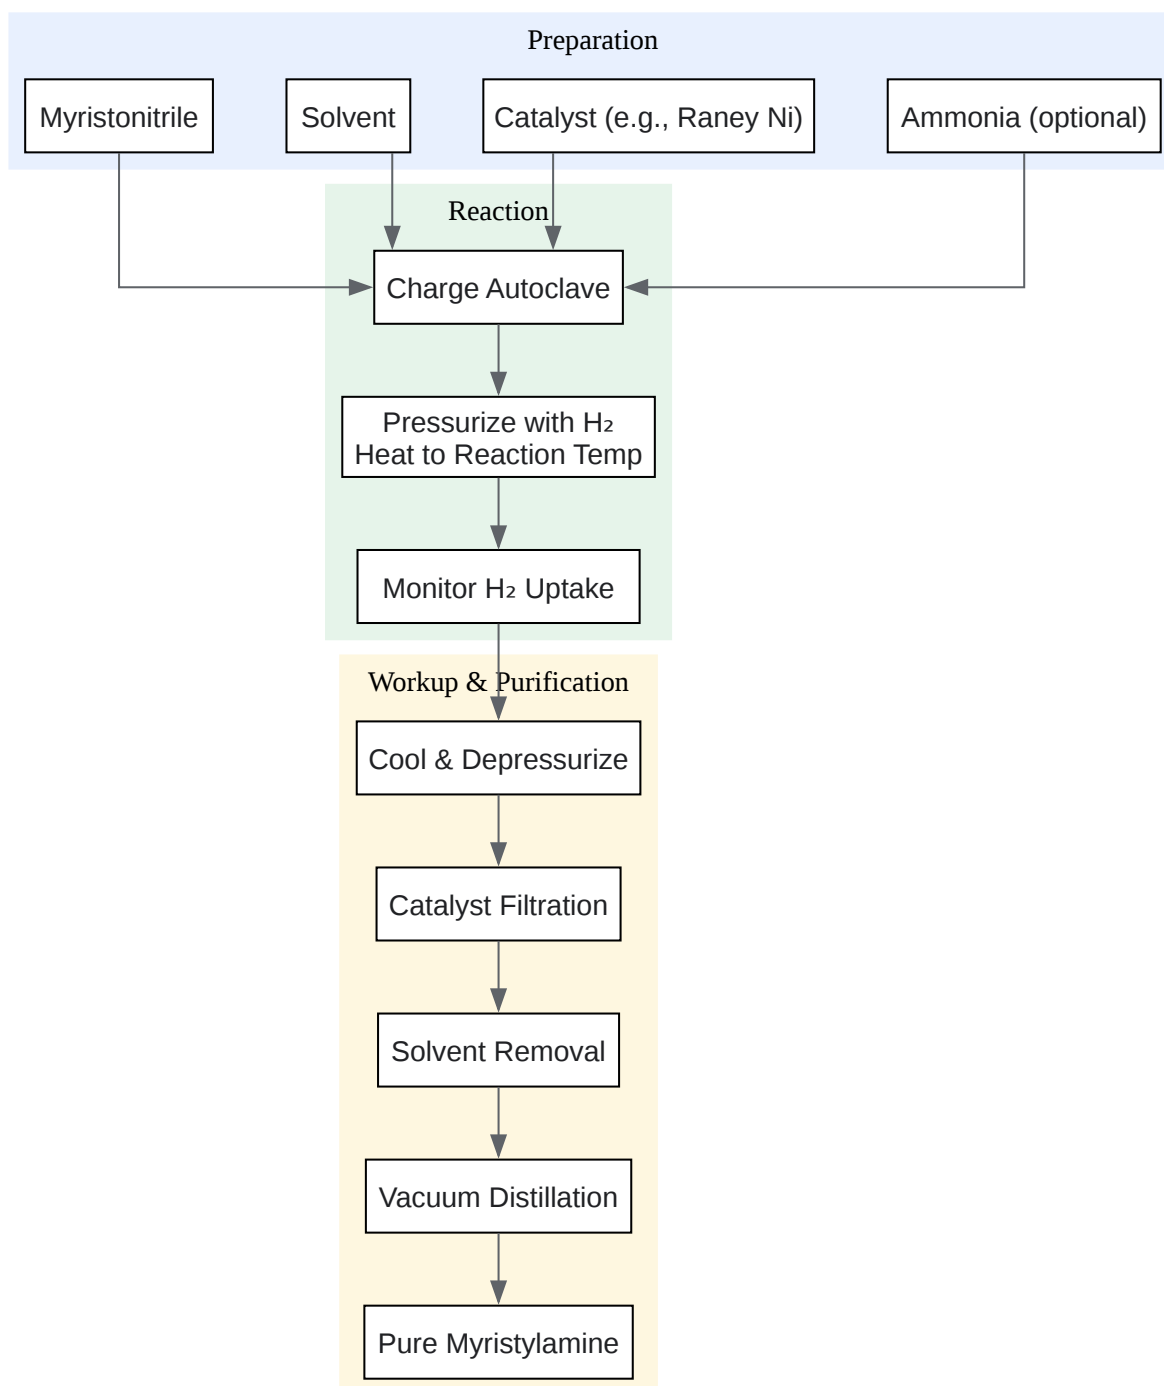 Preparation
Myristonitrile
Solvent
Catalyst (e.g., Raney Ni)
Ammonia (optional)
Reaction
Charge Autoclave
Pressurize with H₂
Heat to Reaction Temp
Monitor H₂ Uptake
Workup & Purification
Cool & Depressurize
Catalyst Filtration
Solvent Removal
Vacuum Distillation
Pure Myristylamine